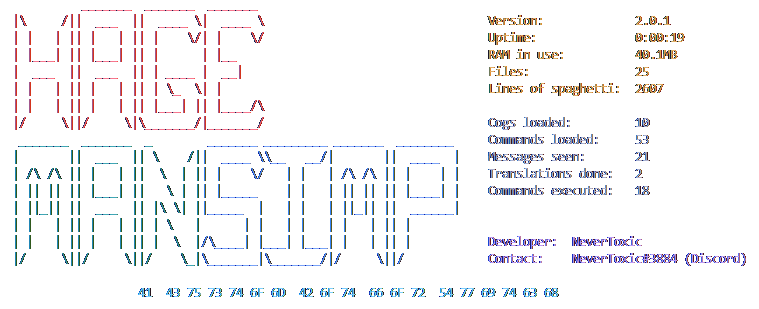 HAGE
MANSIMP
Version: 2.0.1
Uptime: 0:00:19
RAM in use: 40.1MB
Files: 25
Lines of spaghetti: 2607
Cogs loaded: 10
Commands loaded: 53
Messages seen: 21
Translations done: 2
Commands executed: 18
Developer: NeverToxic
Contact: NeverToxic#3884 (Discord)
41 43 75 73 74 6F 6D 42 6F 74 66 6F 72 54 77 69 74 63 68